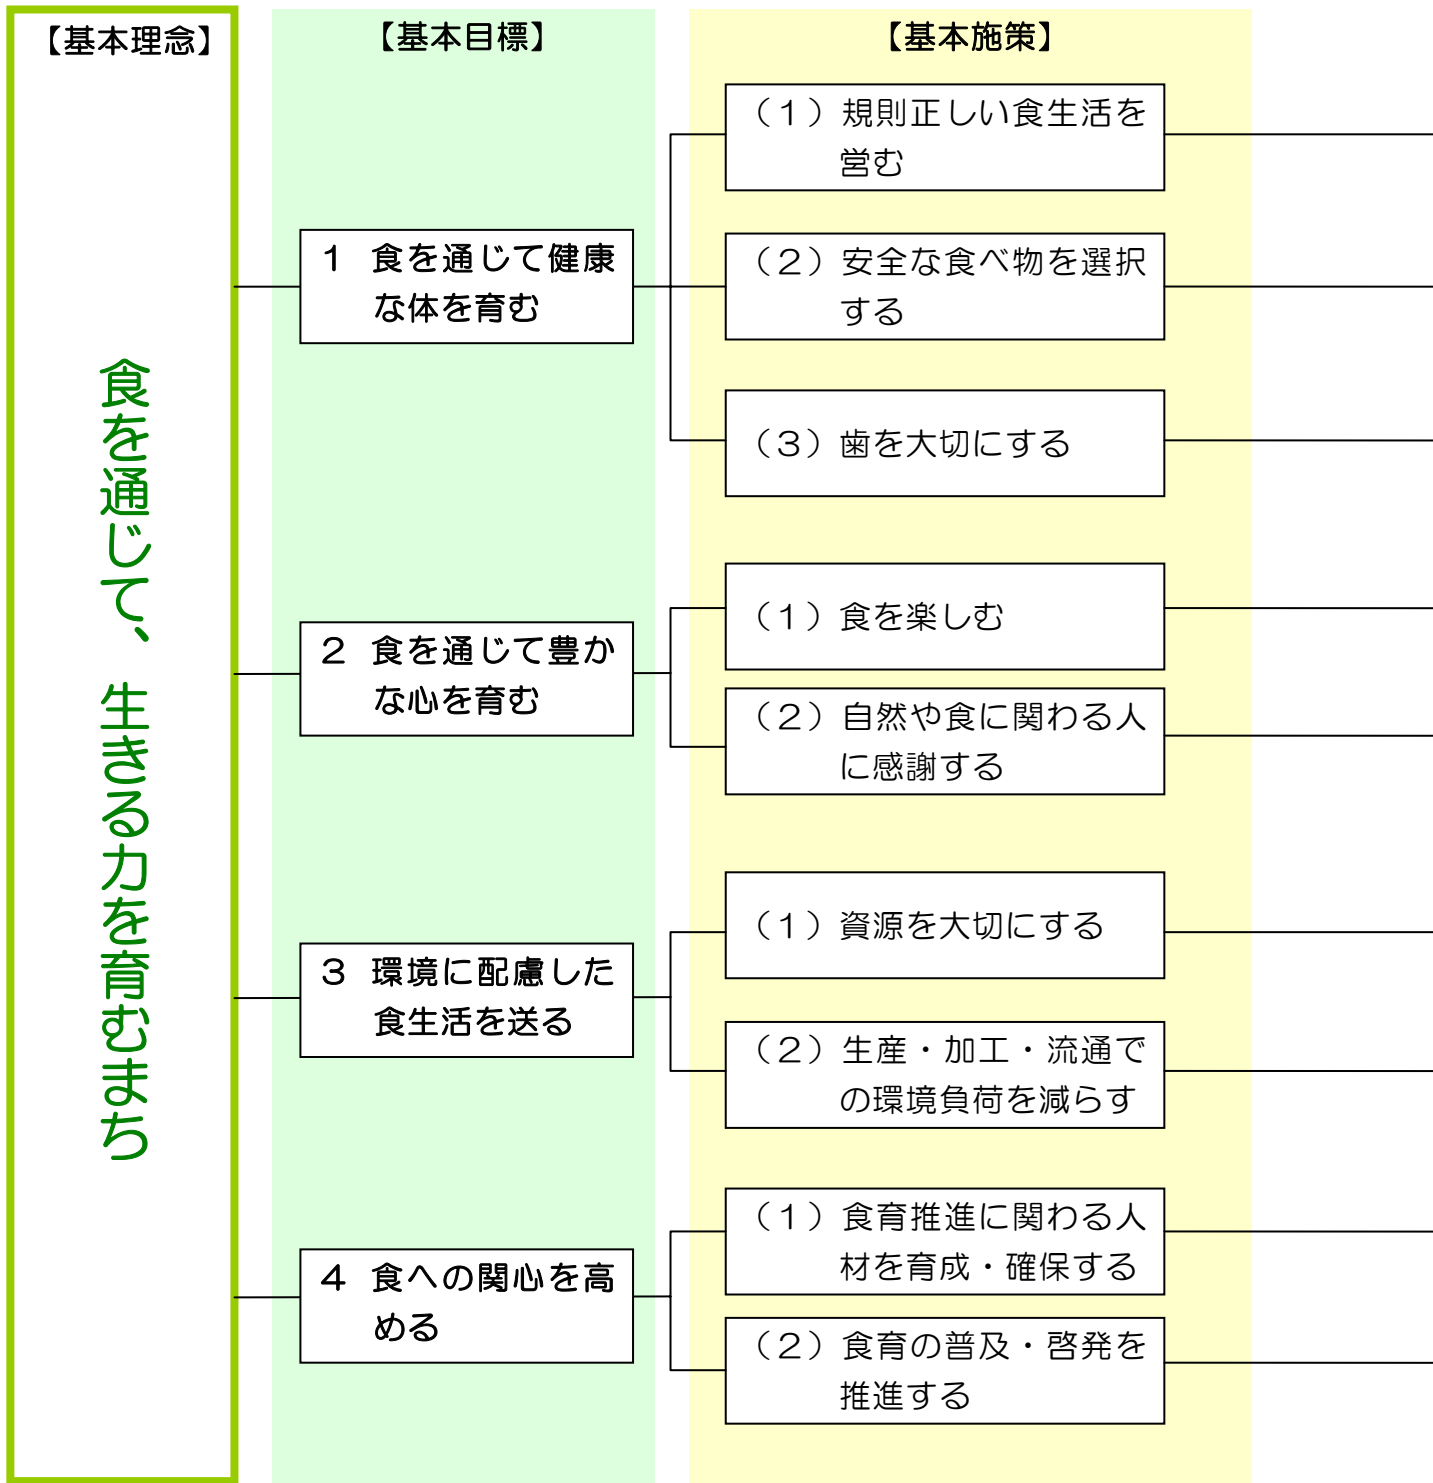 【基本理念】
食を通じて、生きる力を育むまち
【基本目標】
1 食を通じて健康
な体を育む
2 食を通じて豊か
な心を育む
3 環境に配慮した
食生活を送る
4 食への関心を高
める
【基本施策】
（1）規則正しい食生活を
営む
（2）安全な食べ物を選択
する
（3）歯を大切にする
（1）食を楽しむ
（2）自然や食に関わる人
に感謝する
（1）資源を大切にする
（2）生産・加工・流通で
の環境負荷を減らす
（1）食育推進に関わる人
材を育成・確保する
（2）食育の普及・啓発を
推進する